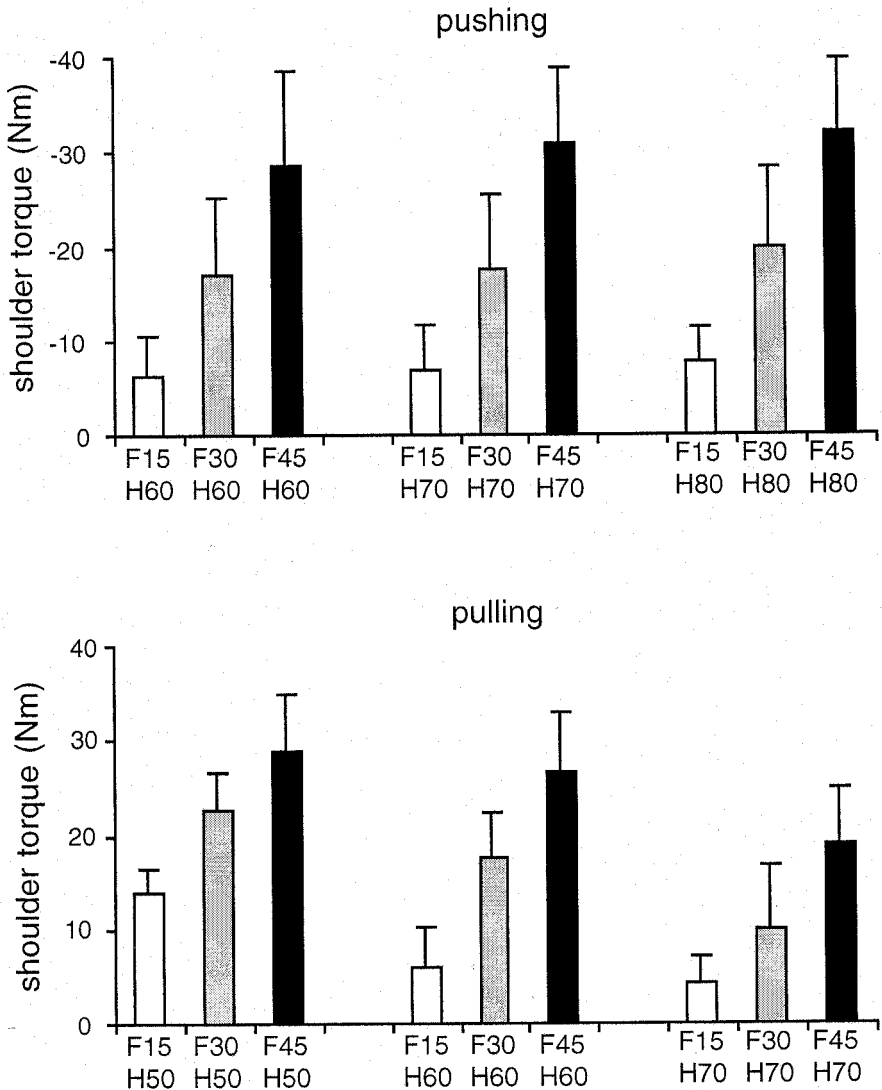 pushing
shoulder torque (Nm)
-40
-30
-20
-10
0
F15 F30 F45 F15 F30 F45 F15 F30 F45
H60 H60 H60 H70 H70 H70 H80 H80 H80
pulling
shoulder torque (Nm)
40
30
20
10
0
F15 F30 F45 F15 F30 F45 F15 F30 F45
H50 H50 H50 H60 H60 H60 H70 H70 H70